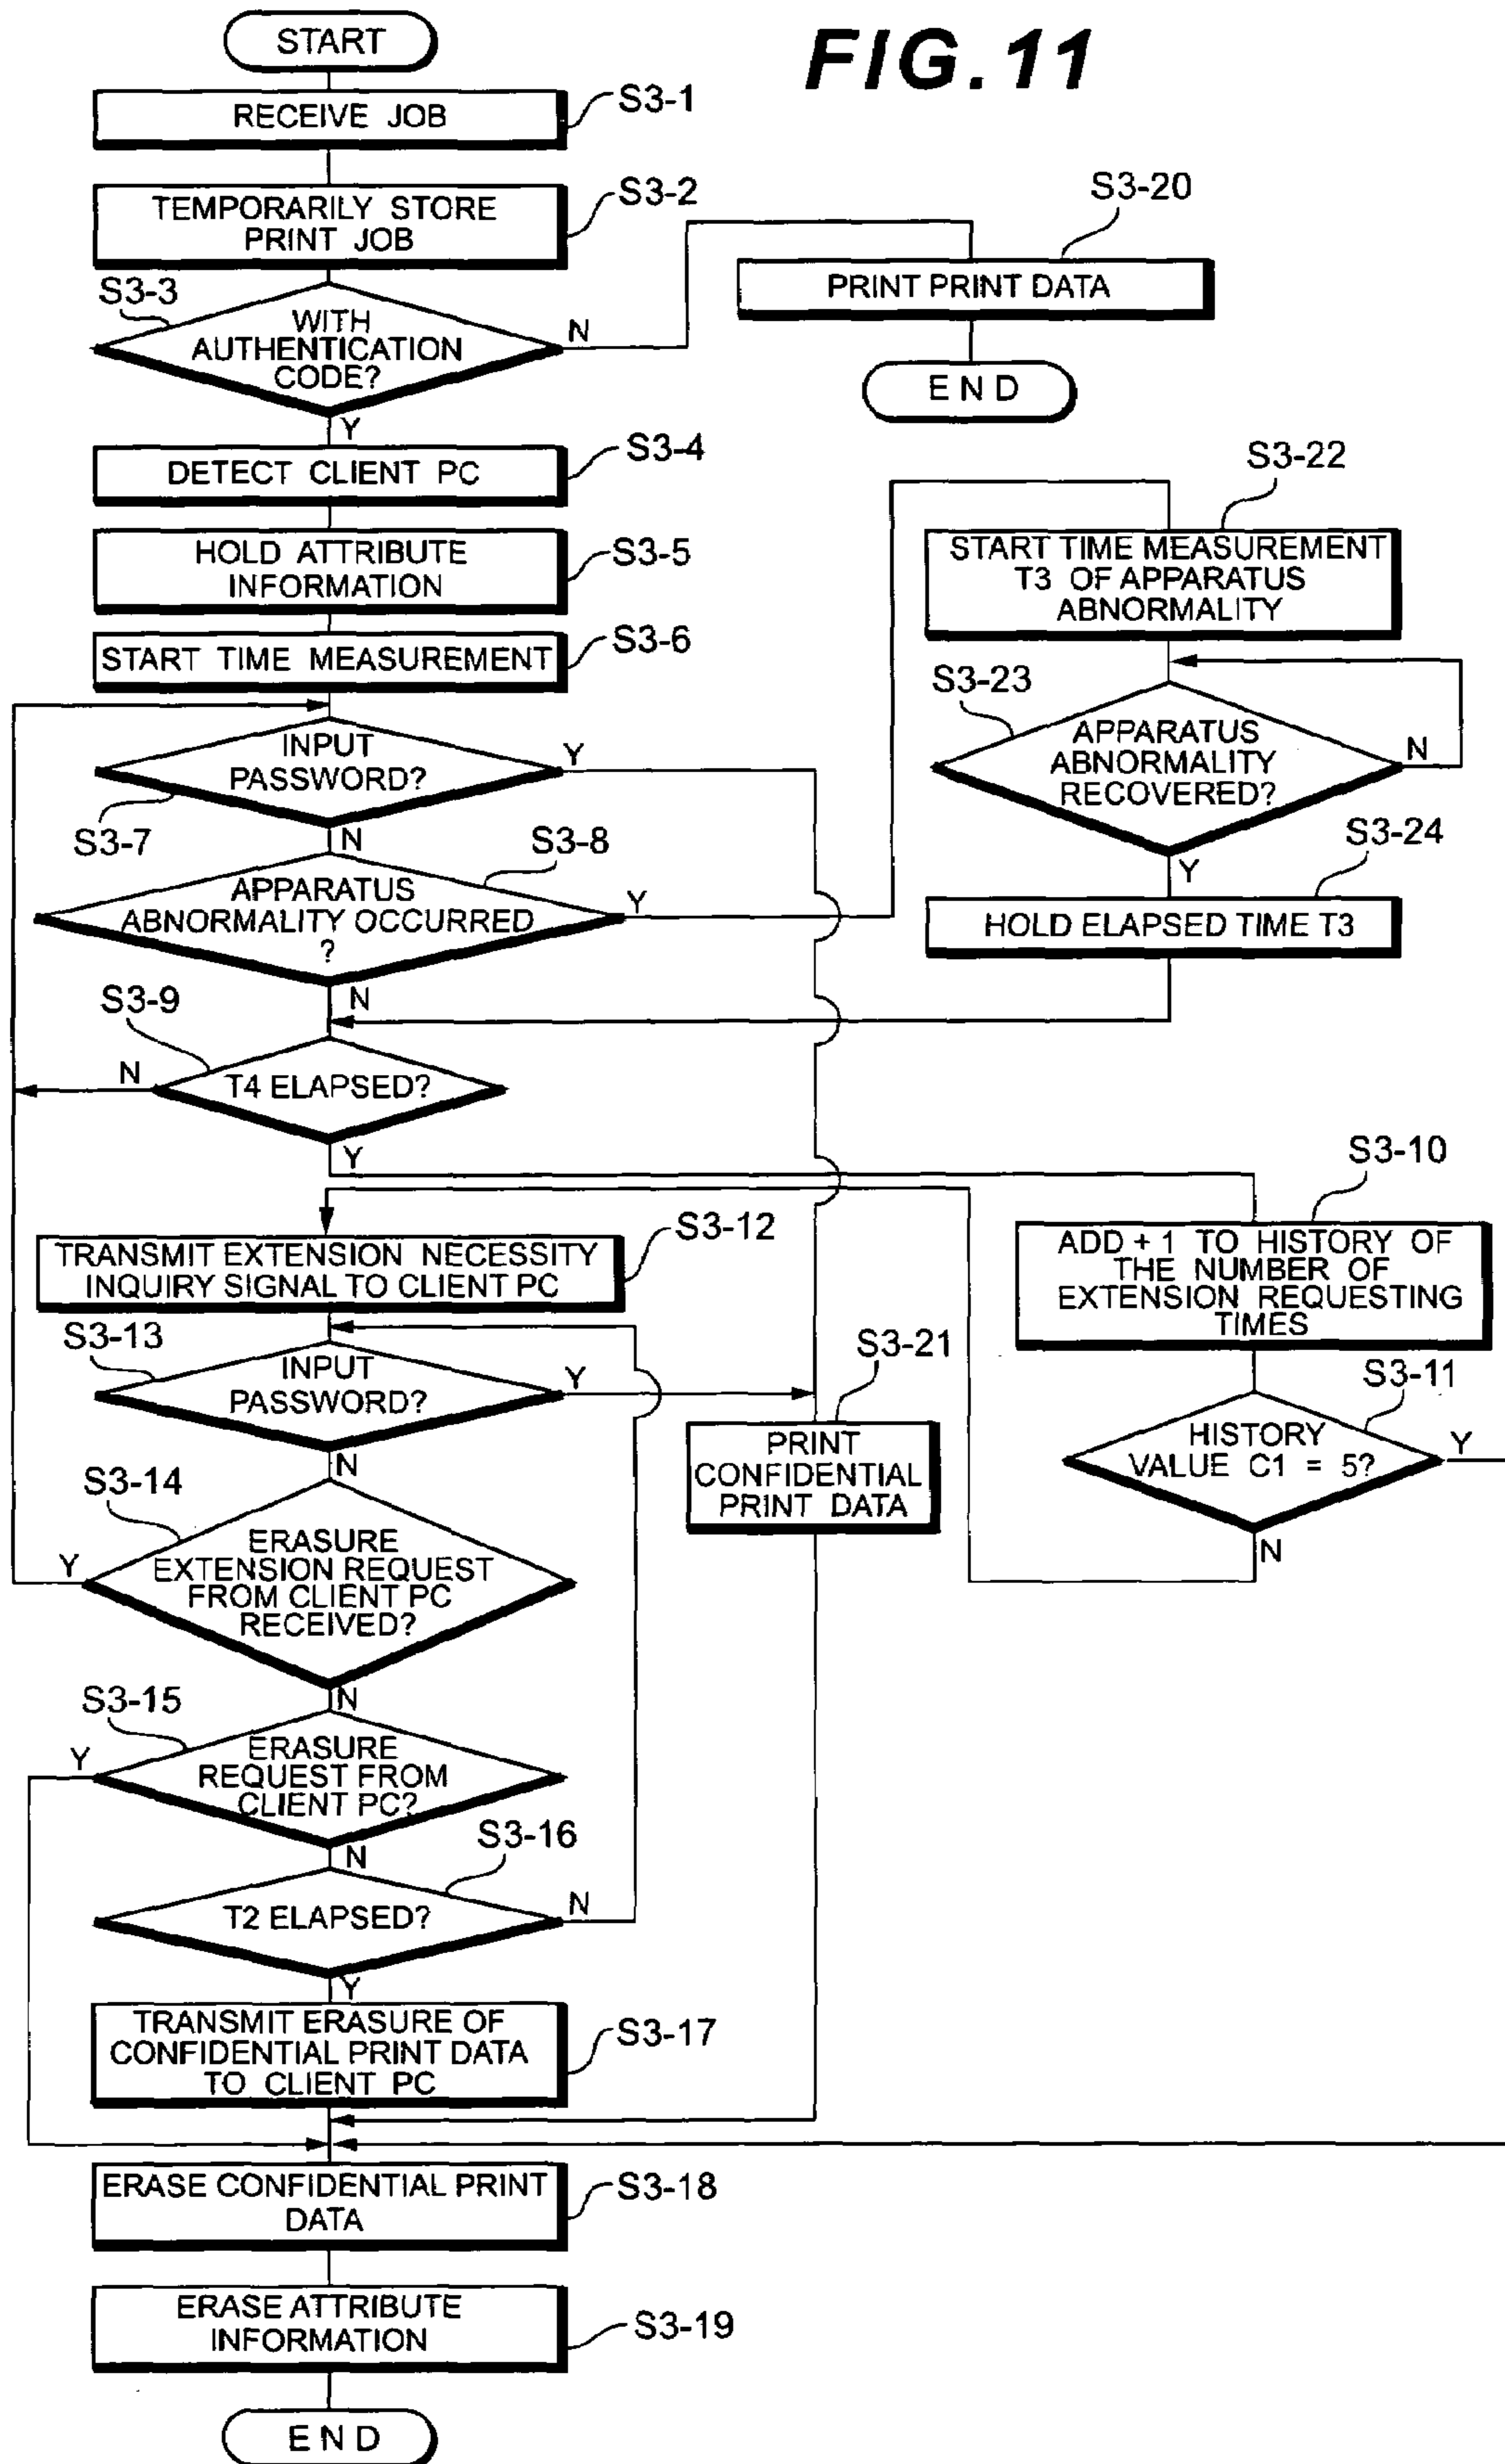 FIG.11
START
RECEIVE JOB
S3-1
TEMPORARILY STORE
PRINT JOB
S3-2
S3-3
WITH
AUTHENTICATION
CODE?
N
Y
S3-20
PRINT PRINT DATA
END
DETECT CLIENT PC
S3-4
HOLD ATTRIBUTE
INFORMATION
S3-5
START TIME MEASUREMENT
S3-6
INPUT
PASSWORD?
Y
S3-7
N
S3-8
APPARATUS
ABNORMALITY OCCURRED
?
Y
N
S3-22
START TIME MEASUREMENT
T3 OF APPARATUS
ABNORMALITY
S3-23
APPARATUS
ABNORMALITY
RECOVERED?
N
Y
S3-24
HOLD ELAPSED TIME T3
S3-9
N
T4 ELAPSED?
Y
S3-10
ADD + 1 TO HISTORY OF
THE NUMBER OF
EXTENSION REQUESTING
TIMES
S3-11
HISTORY
VALUE C1 = 5?
Y
N
S3-12
TRANSMIT EXTENSION NECESSITY
INQUIRY SIGNAL TO CLIENT PC
S3-13
INPUT
PASSWORD?
Y
N
S3-21
PRINT
CONFIDENTIAL
PRINT DATA
S3-14
ERASURE
EXTENSION REQUEST
FROM CLIENT PC
RECEIVED?
Y
N
S3-15
ERASURE
REQUEST FROM
CLIENT PC?
Y
N
S3-16
T2 ELAPSED?
N
Y
TRANSMIT ERASURE OF
CONFIDENTIAL PRINT DATA
TO CLIENT PC
S3-17
ERASE CONFIDENTIAL PRINT
DATA
S3-18
ERASE ATTRIBUTE
INFORMATION
S3-19
END